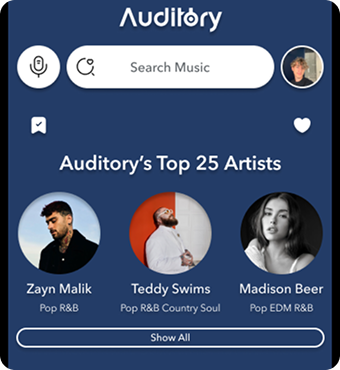 Auditory
Search Music
Auditory's Top 25 Artists
Zayn Malik
Teddy Swims
Madison Beer
Pop R&B
Pop R&B Country Soul
Pop EDM R&B
Show All